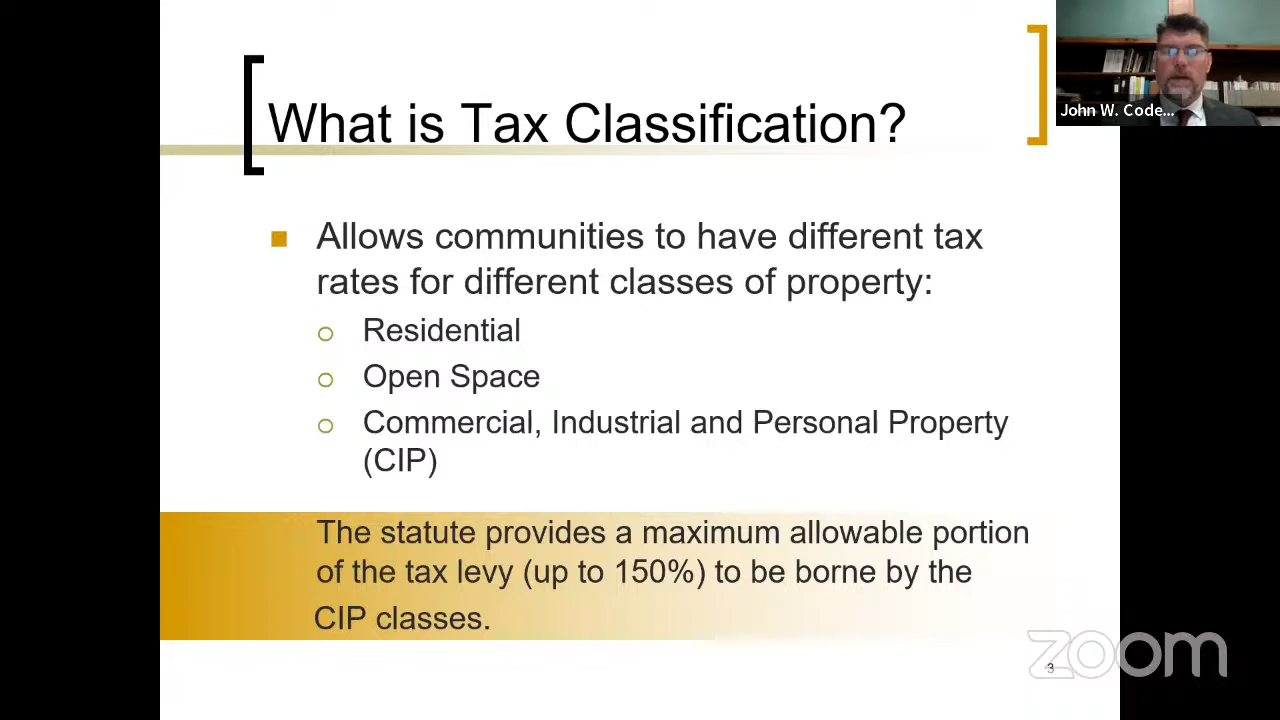 What is Tax Classification?
John W. Code...
Allows communities to have different tax
rates for different classes of property:
Residential
Open Space
Commercial, Industrial and Personal Property
(CIP)
The statute provides a maximum allowable portion
of the tax levy (up to 150%) to be borne by the
CIP classes.
3
zoom